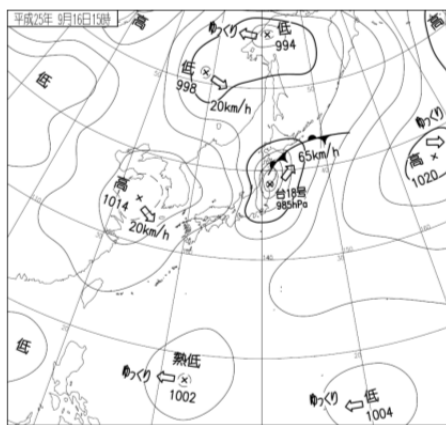 平成25年 9月16日15時
高
高
ゆっくり
低
994
低
低
998
20km/h
ゆっくり
65km/h
高
1020
高
1014
台18号
985hPa
20km/h
低
熱低
ゆっくり
1002
ゆっくり
低
1004